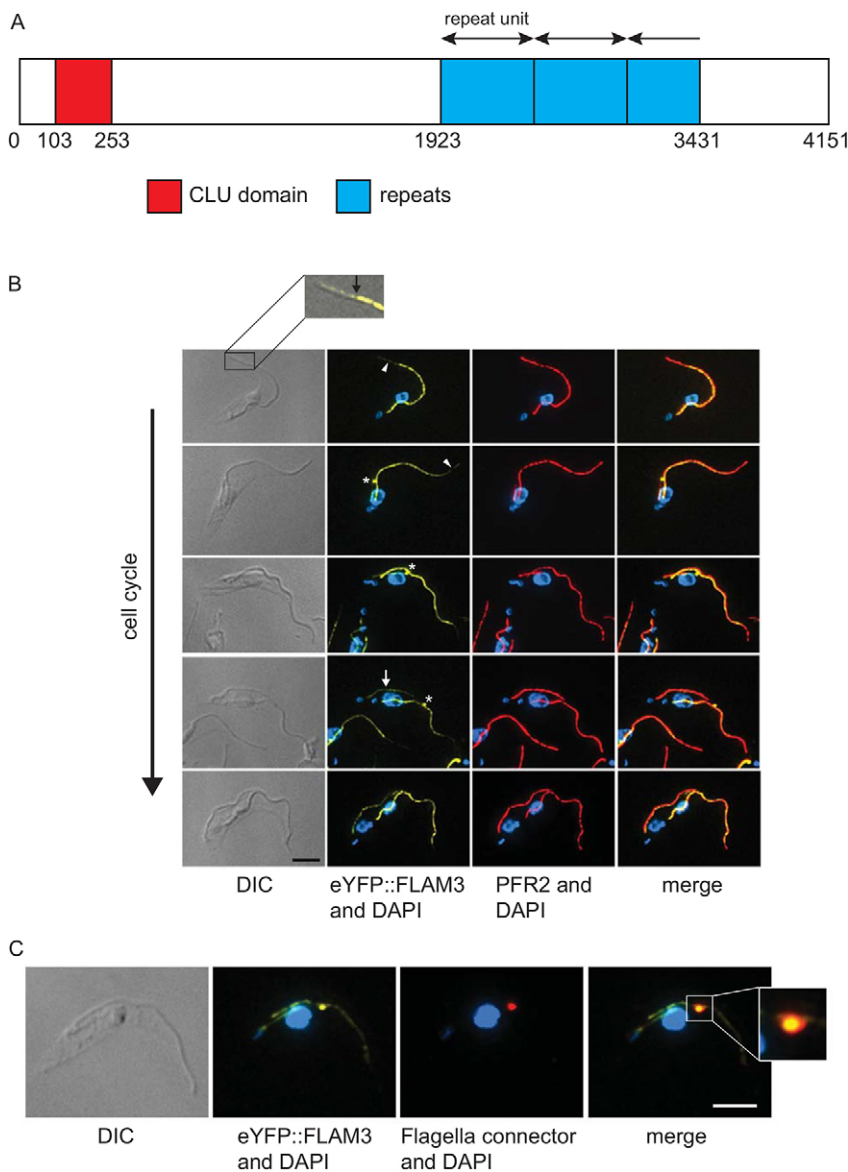 A
repeat unit
0 103 253 1923 3431 4151
CLU domain repeats
B
*
*
*
cell cycle
DIC eYFP::FLAM3 PFR2 and merge
and DAPI DAPI
C
DIC eYFP::FLAM3 Flagella connector merge
and DAPI and DAPI